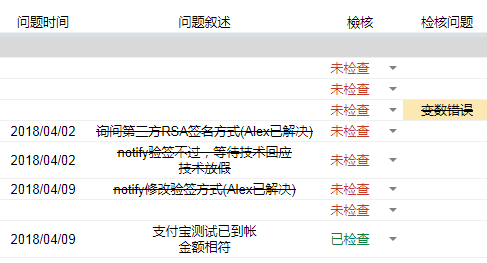 问题时间 问题叙述 檢核 检核问题
未检查
未检查
未检查 变数错误
2018/04/02 询问第三方RSA签名方式(Alex已解决) 未检查
notify验签不过，等待技术回应
2018/04/02 未检查
技术放假
2018/04/09 notify修改验签方式(Alex已解决) 未检查
未检查
支付宝测试已到帐
2018/04/09 已检查
金额相符